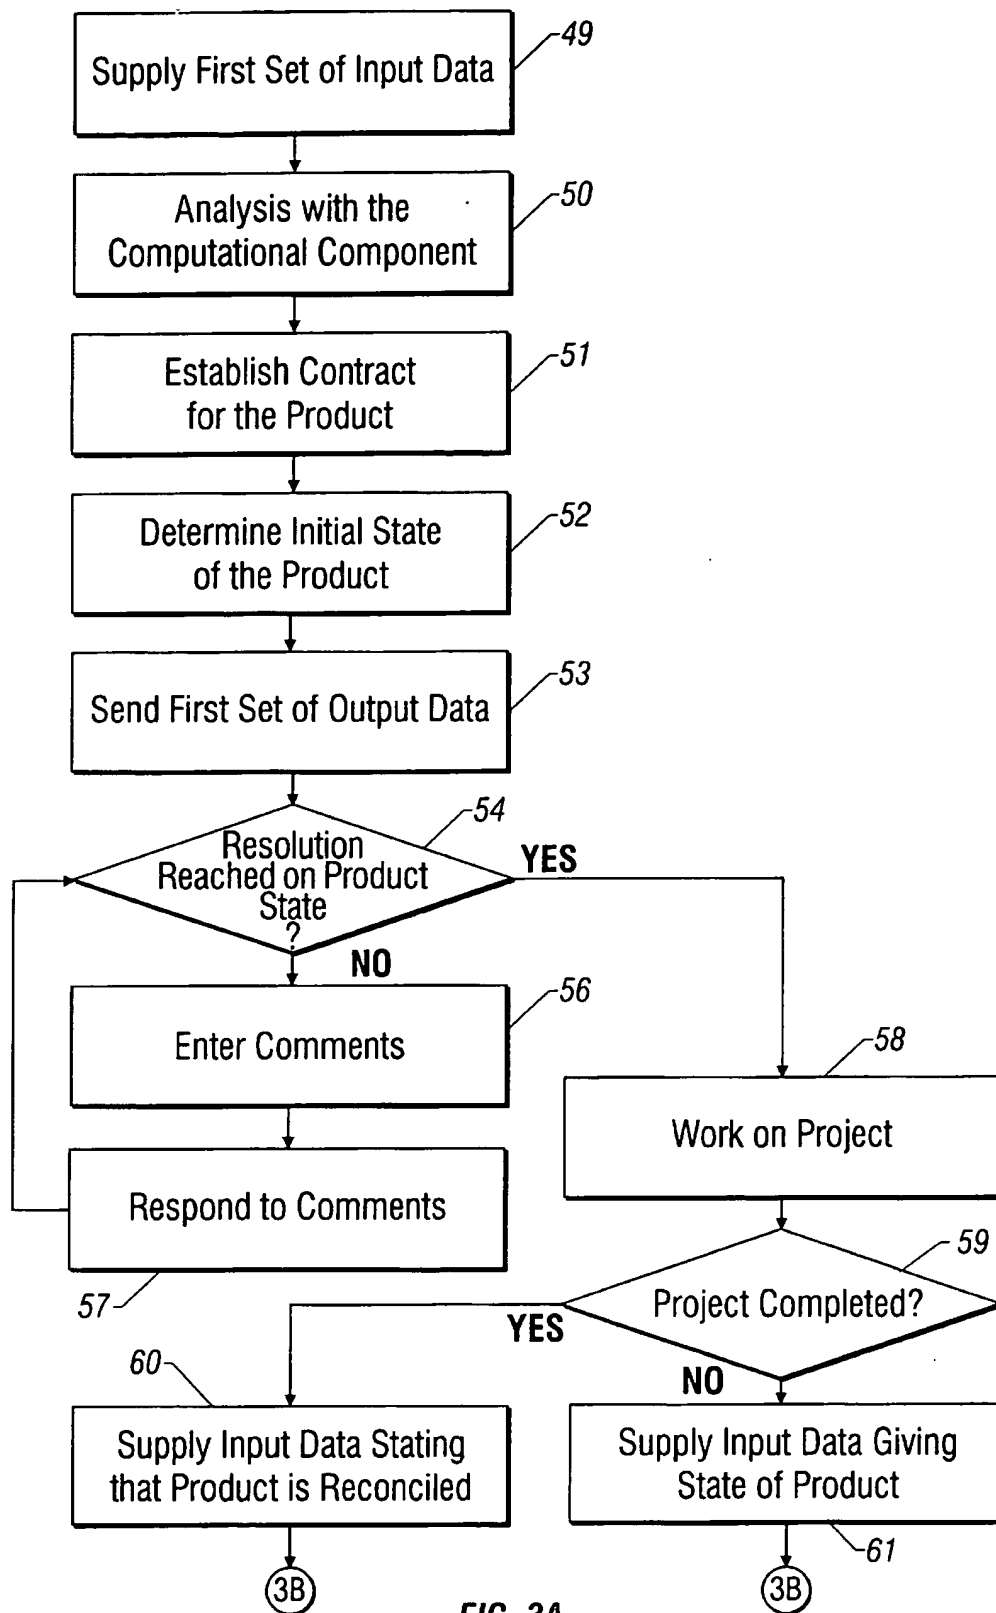 49
Supply First Set of Input Data
50
Analysis with the
Computational Component
51
Establish Contract
for the Product
52
Determine Initial State
of the Product
53
Send First Set of Output Data
54
Resolution
Reached on Product
State
?
YES
NO
56
Enter Comments
58
Work on Project
Respond to Comments
57
59
Project Completed?
YES
NO
60
Supply Input Data Stating
that Product is Reconciled
Supply Input Data Giving
State of Product
61
3B
3B
FIG. 3A